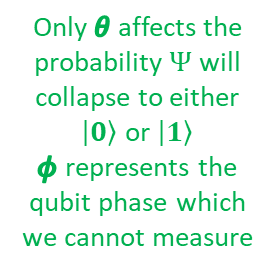 Only 𝜽 affects the
probability Ψ will
collapse to either
|𝟎⟩ or |𝟏⟩
𝝓 represents the
qubit phase which
we cannot measure